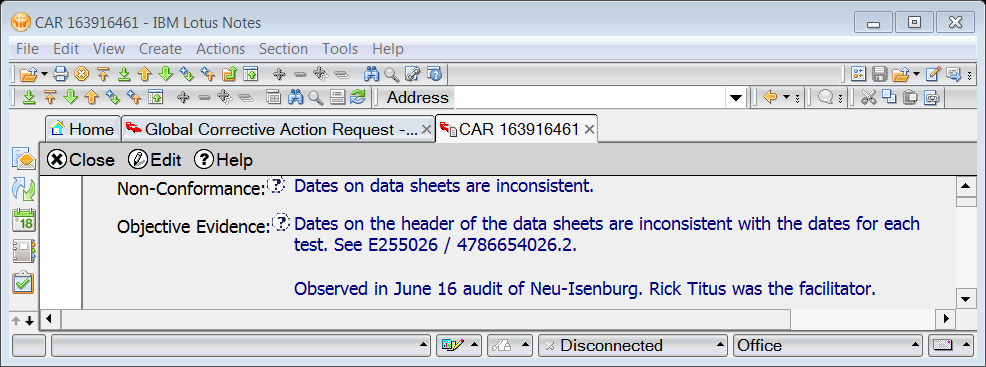 CAR 163916461 - IBM Lotus Notes
File Edit View Create Actions Section Tools Help
Address
Home Global Corrective Action Request -... CAR 163916461
Close Edit Help
Non-Conformance: ? Dates on data sheets are inconsistent.
Objective Evidence: ? Dates on the header of the data sheets are inconsistent with the dates for each
test. See E255026 / 4786654026.2.
18
Observed in June 16 audit of Neu-Isenburg. Rick Titus was the facilitator.
Disconnected Office